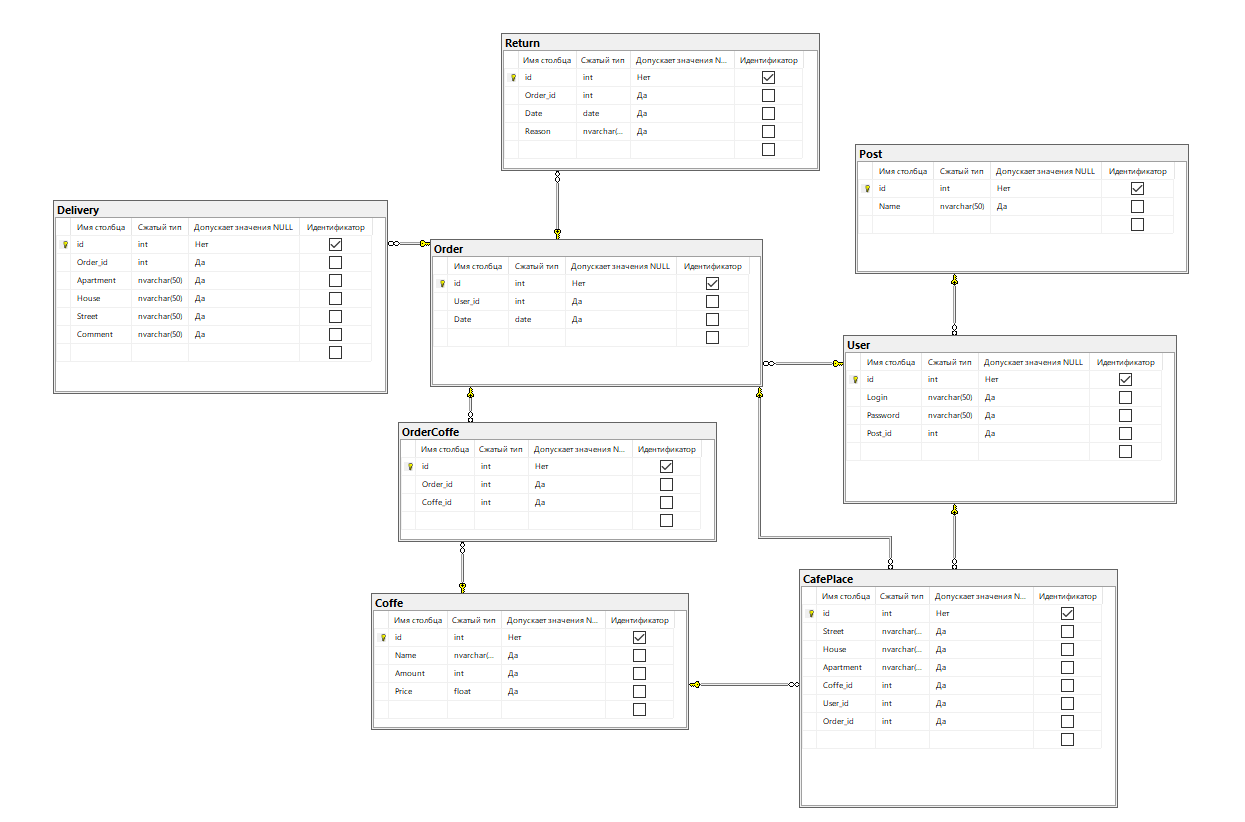 Return
Имя столбца Сжатый тип Допускает значения N... Идентификатор
id int Нет
Order_id int Да
Date date Да
Reason nvarchar(... Да
Post
Имя столбца Сжатый тип Допускает значения NULL Идентификатор
id int Нет
Name nvarchar(50) Да
Delivery
Имя столбца Сжатый тип Допускает значения NULL Идентификатор
id int Нет
Order_id int Да
Apartment nvarchar(50) Да
House nvarchar(50) Да
Street nvarchar(50) Да
Comment nvarchar(50) Да
Order
Имя столбца Сжатый тип Допускает значения NULL Идентификатор
id int Нет
User_id int Да
Date date Да
User
Имя столбца Сжатый тип Допускает значения NULL Идентификатор
id int Нет
Login nvarchar(50) Да
Password nvarchar(50) Да
Post_id int Да
OrderCoffe
Имя столбца Сжатый тип Допускает значения N... Идентификатор
id int Нет
Order_id int Да
Coffe_id int Да
Coffe
Имя столбца Сжатый тип Допускает значения N... Идентификатор
id int Нет
Name nvarchar(... Да
Amount int Да
Price float Да
CafePlace
Имя столбца Сжатый тип Допускает значения N... Идентификатор
id int Нет
Street nvarchar(... Да
House nvarchar(... Да
Apartment nvarchar(... Да
Coffe_id int Да
User_id int Да
Order_id int Да